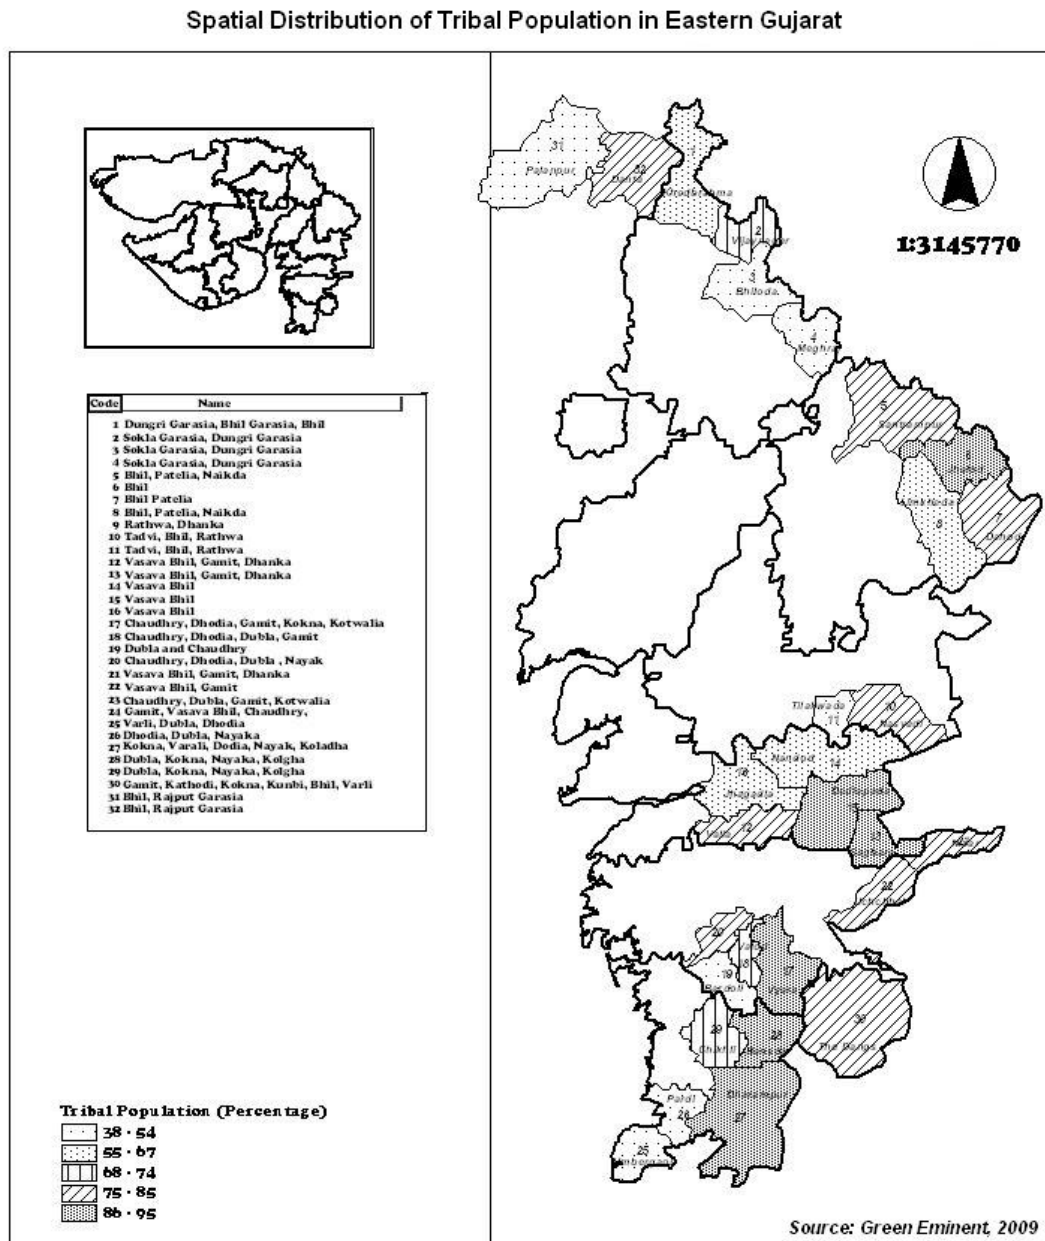 Spatial Distribution of Tribal Population in Eastern Gujarat
1:3145770
Code Name
1 Dungri Garasia, Bhil Garasia, Bhil
2 Sokla Garasia, Dungri Garasia
3 Sokla Garasia, Dungri Garasia
4 Sokla Garasia, Dungri Garasia
5 Bhil, Patelia, Naikda
6 Bhil
7 Bhil Patelia
8 Bhil, Patelia, Naikda
9 Rathwa, Dhanka
10 Tadvi, Bhil, Rathwa
11 Tadvi, Bhil, Rathwa
12 Vasava Bhil, Gamit, Dhanka
13 Vasava Bhil, Gamit, Dhanka
14 Vasava Bhil
15 Vasava Bhil
16 Vasava Bhil
17 Chaudhry, Dhodia, Gamit, Kokna, Kotwalia
18 Chaudhry, Dhodia, Dubla, Gamit
19 Dubla and Chaudhry
20 Chaudhry, Dhodia, Dubla , Nayak
21 Vasava Bhil, Gamit, Dhanka
22 Vasava Bhil, Gamit
23 Chaudhry, Dubla, Gamit, Kotwalia
24 Gamit, Vasava Bhil, Chaudhry,
25 Varli, Dubla, Dhodia
26 Dhodia, Dubla, Nayaka
27 Kokna, Varali, Dodia, Nayak, Koladha
28 Dubla, Kokna, Nayaka, Kolgha
29 Dubla, Kokna, Nayaka, Kolgha
30 Gamit, Kathodi, Kokna, Kunbi, Bhil, Varli
31 Bhil, Rajput Garasia
32 Bhil, Rajput Garasia
Tribal Population (Percentage)
38 - 54
55 - 67
68 - 74
75 - 85
86 - 95
31
Palanpur
32
Danta
1
2
3
Bhiloda
4
Meghraj
5
6
7
Dahod
8
Tilakwada
11
10
Nasvadi
Nandod
14
16
12
Valia
22
20
18
19
Bardoli
17
30
The Dangs
29
Chikhli
28
Pardi
26
Dharampur
27
25
Umbergaon
Source: Green Eminent, 2009